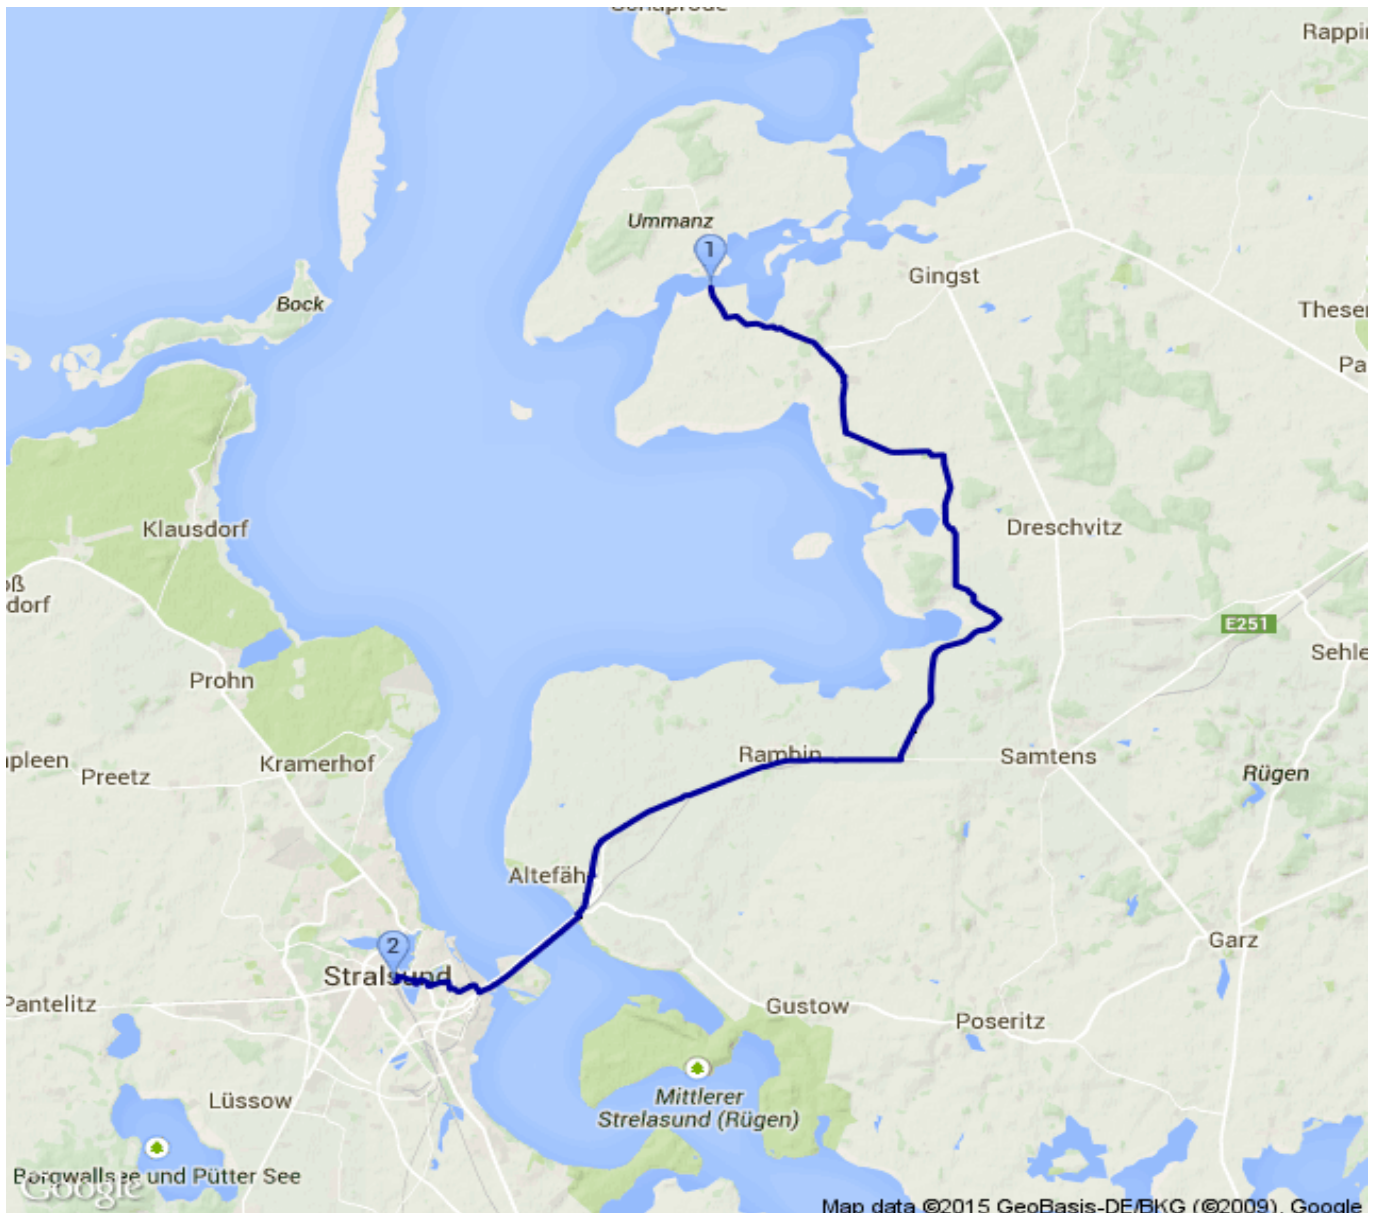 Rappi
Ummanz
1
Gingst
Bock
Theser
Pa
Klausdorf
Dreschvitz
dorf
E251
Sehle
Prohn
Rambin
Samtens
pleen
Preetz
Kramerhof
Rügen
Altefäh
2
Stralsund
Garz
Pantelitz
Gustow
Poseritz
Mittlerer
Strelasund (Rügen)
Lüssow
Borgwallsee und Pütter See
Google
Map data ©2015 GeoBasis-DE/BKG (©2009), Google